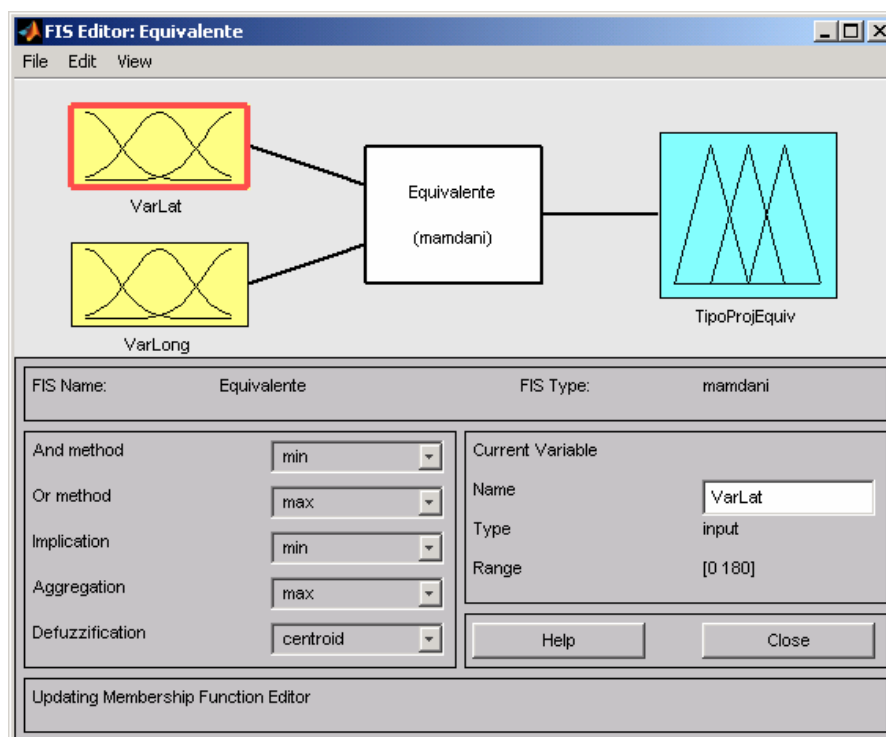 FIS Editor: Equivalente
File Edit View
VarLat
VarLong
Equivalente
(mamdani)
TipoProjEquiv
FIS Name: Equivalente FIS Type: mamdani
And method min
Or method max
Implication min
Aggregation max
Defuzzification centroid
Current Variable
Name VarLat
Type input
Range [0 180]
Help Close
Updating Membership Function Editor